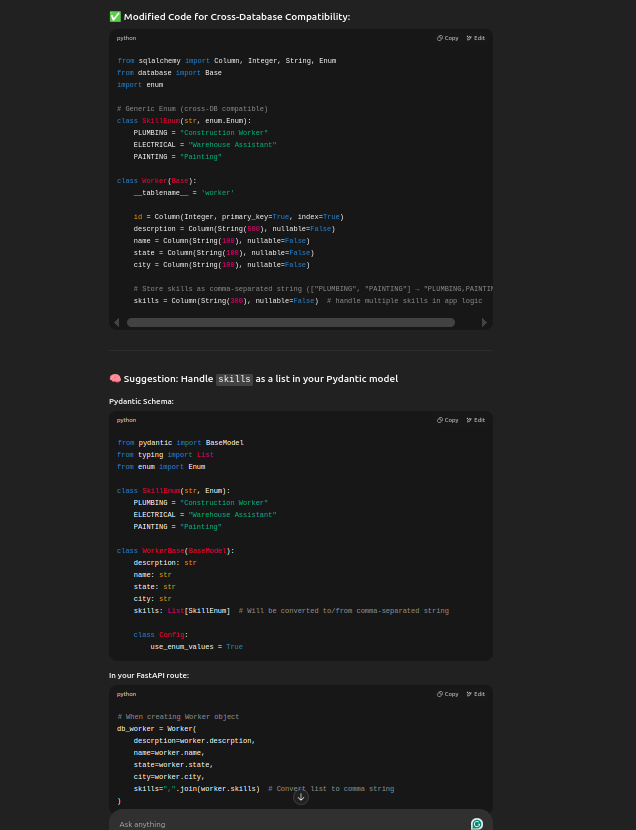 ✅ Modified Code for Cross-Database Compatibility:
python Copy Edit
from sqlalchemy import Column, Integer, String, Enum
from database import Base
import enum
# Generic Enum (cross-DB compatible)
class SkillEnum(str, enum.Enum):
PLUMBING = "Construction Worker"
ELECTRICAL = "Warehouse Assistant"
PAINTING = "Painting"
class Worker(Base):
__tablename__ = 'worker'
id = Column(Integer, primary_key=True, index=True)
descrption = Column(String(500), nullable=False)
name = Column(String(100), nullable=False)
state = Column(String(100), nullable=False)
city = Column(String(100), nullable=False)
# Store skills as comma-separated string (["PLUMBING", "PAINTING"] → "PLUMBING,PAINTIN
skills = Column(String(300), nullable=False) # handle multiple skills in app logic
🧠 Suggestion: Handle skills as a list in your Pydantic model
Pydantic Schema:
python Copy Edit
from pydantic import BaseModel
from typing import List
from enum import Enum
class SkillEnum(str, Enum):
PLUMBING = "Construction Worker"
ELECTRICAL = "Warehouse Assistant"
PAINTING = "Painting"
class WorkerBase(BaseModel):
descrption: str
name: str
state: str
city: str
skills: List[SkillEnum] # Will be converted to/from comma-separated string
class Config:
use_enum_values = True
In your FastAPI route:
python Copy Edit
# When creating Worker object
db_worker = Worker(
descrption=worker.descrption,
name=worker.name,
state=worker.state,
city=worker.city,
skills=",".join(worker.skills) # Convert list to comma string
)
Ask anything